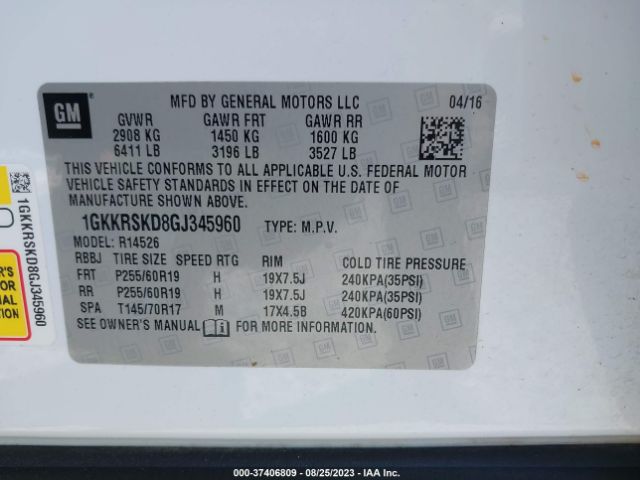 GM
MFD BY GENERAL MOTORS LLC 04/16
GVWR GAWR FRT GAWR RR
2908 KG 1450 KG 1600 KG
6411 LB 3196 LB 3527 LB
THIS VEHICLE CONFORMS TO ALL APPLICABLE U.S. FEDERAL MOTOR
VEHICLE SAFETY STANDARDS IN EFFECT ON THE DATE OF
MANUFACTURE SHOWN ABOVE.
1GKKRSKD8GJ345960 TYPE: M.P.V.
MODEL: R14526
RBBJ TIRE SIZE SPEED RTG RIM COLD TIRE PRESSURE
FRT P255/60R19 H 19X7.5J 240KPA(35PSI)
RR P255/60R19 H 19X7.5J 240KPA(35PSI)
SPA T145/70R17 M 17X4.5B 420KPA(60PSI)
SEE OWNER'S MANUAL FOR MORE INFORMATION.
1GKKRSKD8GJ345960
000-37406809 - 08/25/2023 - IAA Inc.